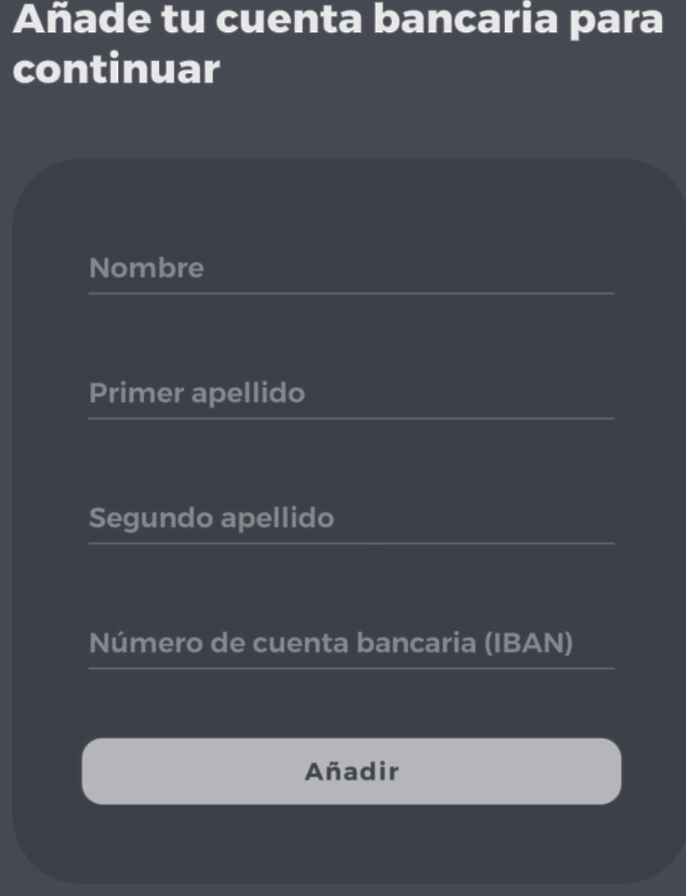 Añade tu cuenta bancaria para
continuar
Nombre
Primer apellido
Segundo apellido
Número de cuenta bancaria (IBAN)
Añadir